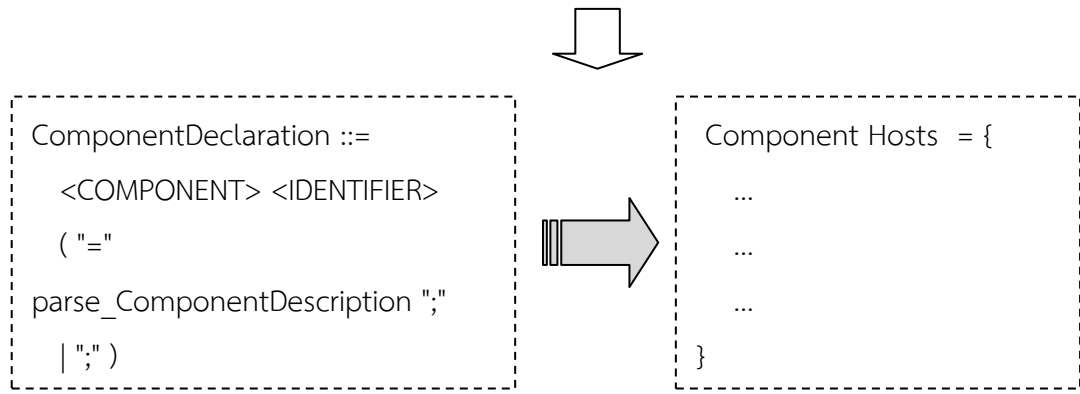 ComponentDeclaration ::=
<COMPONENT> <IDENTIFIER>
( "="
parse_ComponentDescription ";"
| ";" )
Component Hosts = {
...
...
...
}